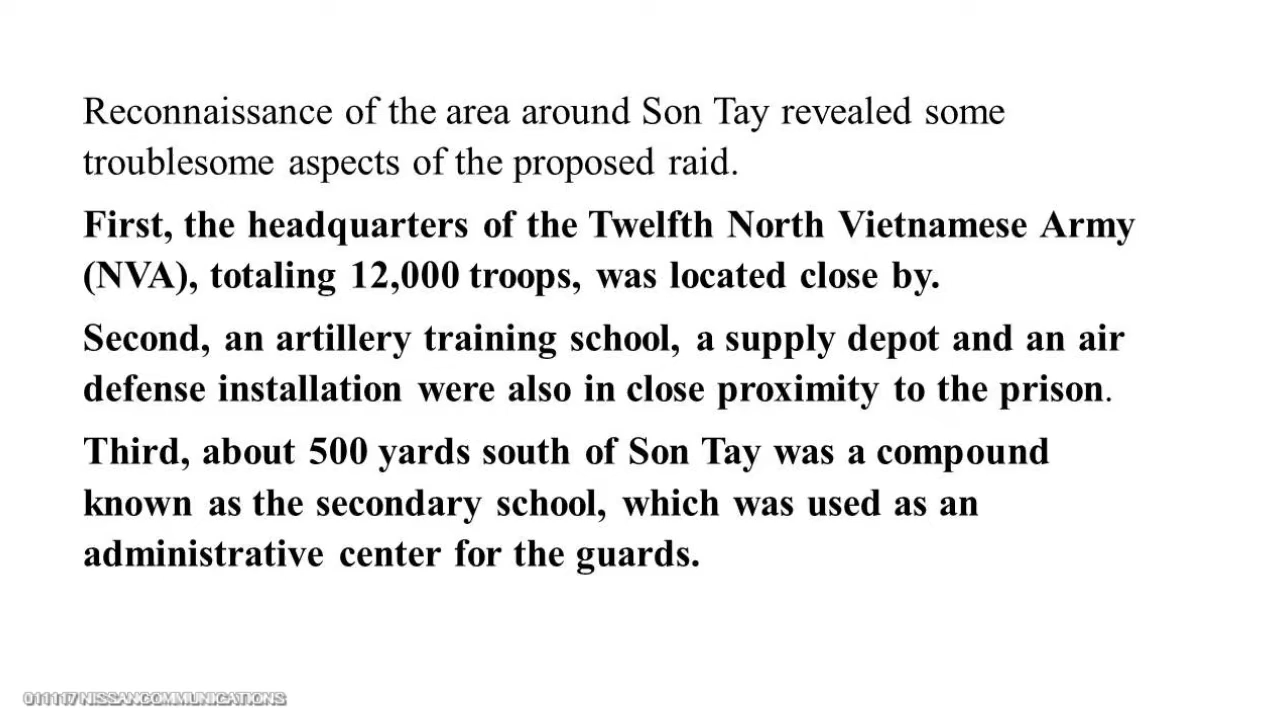 Reconnaissance of the area around Son Tay revealed some
troublesome aspects of the proposed raid.
First, the headquarters of the Twelfth North Vietnamese Army
(NVA), totaling 12,000 troops, was located close by.
Second, an artillery training school, a supply depot and an air
defense installation were also in close proximity to the prison.
Third, about 500 yards south of Son Tay was a compound
known as the secondary school, which was used as an
administrative center for the guards.
011117 NISSANCOMMUNICATIONS